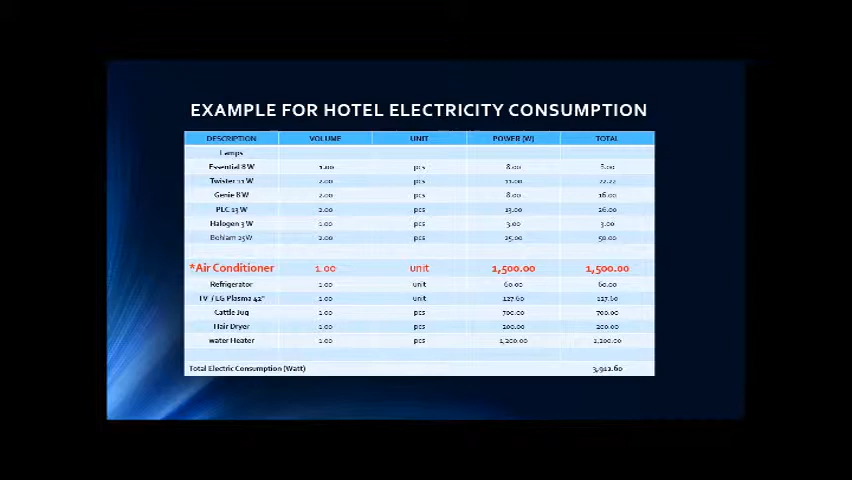 EXAMPLE FOR HOTEL ELECTRICITY CONSUMPTION
DESCRIPTION VOLUME UNIT POWER (W) TOTAL
Lamps
Essential 8 W 1.00 pcs 8.00 8.00
Twister 11 W 2.00 pcs 11.00 22.22
Genie 8 W 2.00 pcs 8.00 16.00
PLC 13 W 2.00 pcs 13.00 26.00
Halogen 3 W 1.00 pcs 3.00 3.00
Bohlam 25W 2.00 pcs 25.00 50.00
*Air Conditioner 1.00 unit 1,500.00 1,500.00
Refrigerator 1.00 unit 60.00 60.00
TV / LG Plasma 42" 1.00 unit 127.60 127.60
Cattle Jug 1.00 pcs 700.00 700.00
Hair Dryer 1.00 pcs 200.00 200.00
water Heater 1.00 pcs 1,200.00 1,200.00
Total Electric Consumption (Watt) 3,912.60